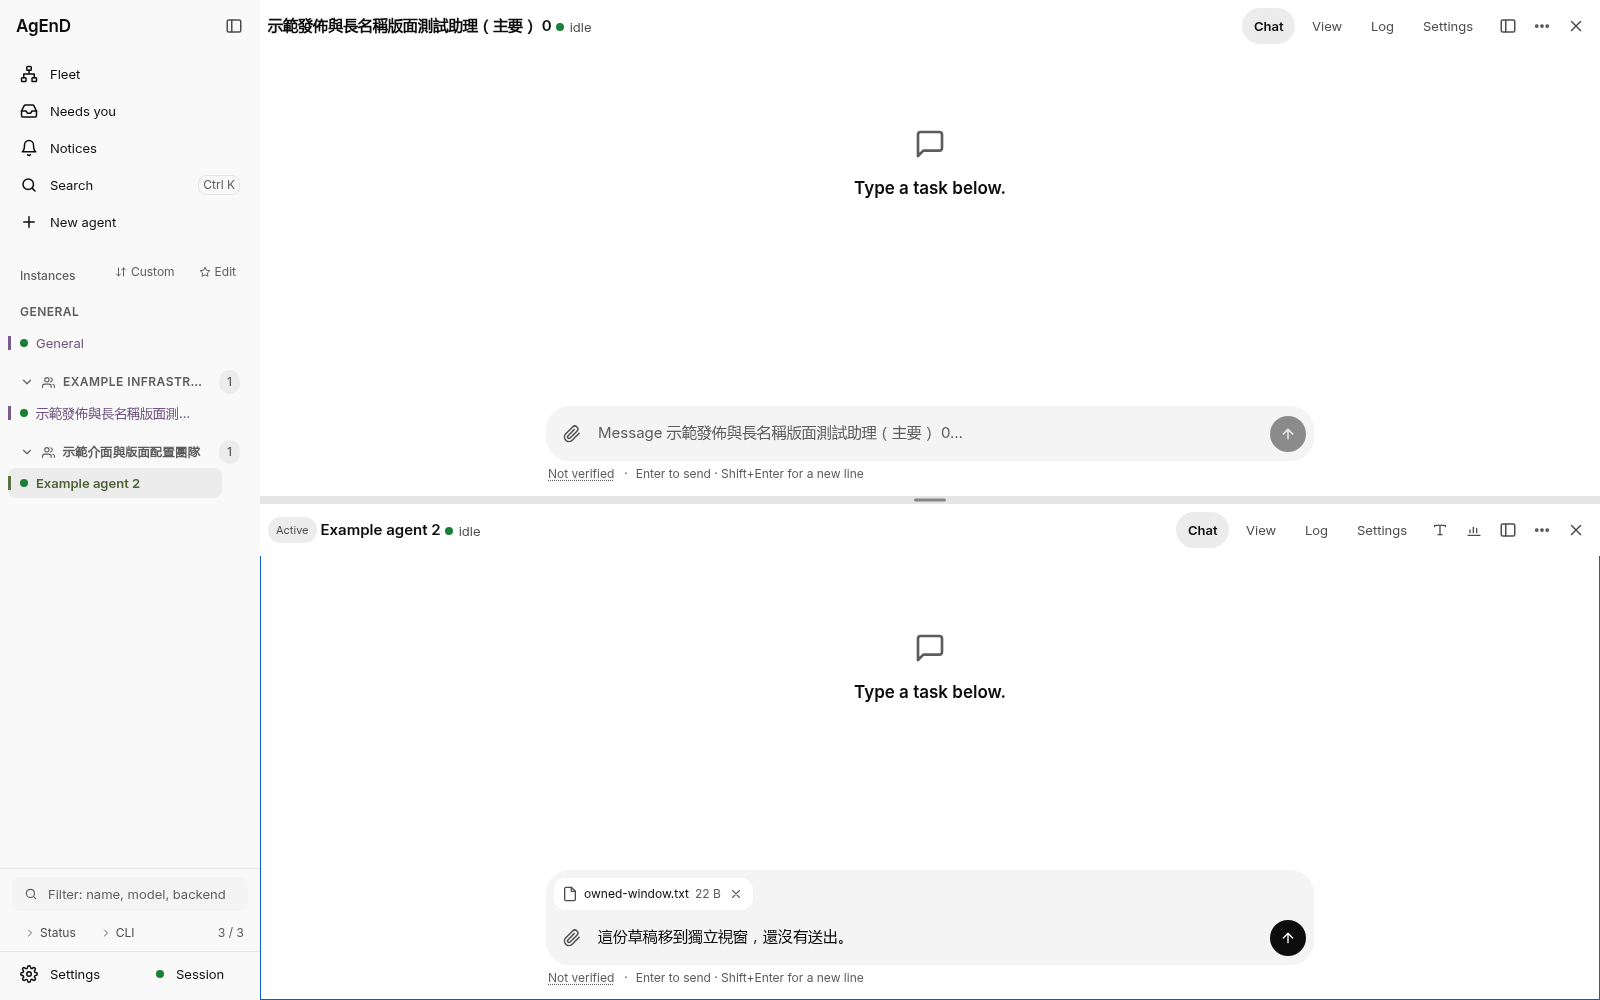 AgEnD
Fleet
Needs you
Notices
Search Ctrl K
New agent
Instances Custom Edit
GENERAL
General
EXAMPLE INFRASTR... 1
示範發佈與長名稱版面測...
示範介面與版面配置團隊 1
Example agent 2
Filter: name, model, backend
Status CLI 3 / 3
Settings Session
示範發佈與長名稱版面測試助理（主要） 0 idle Chat View Log Settings
Type a task below.
Message 示範發佈與長名稱版面測試助理（主要） 0...
Not verified · Enter to send · Shift+Enter for a new line
Active Example agent 2 idle Chat View Log Settings
Type a task below.
owned-window.txt 22 B
這份草稿移到獨立視窗，還沒有送出。
Not verified · Enter to send · Shift+Enter for a new line